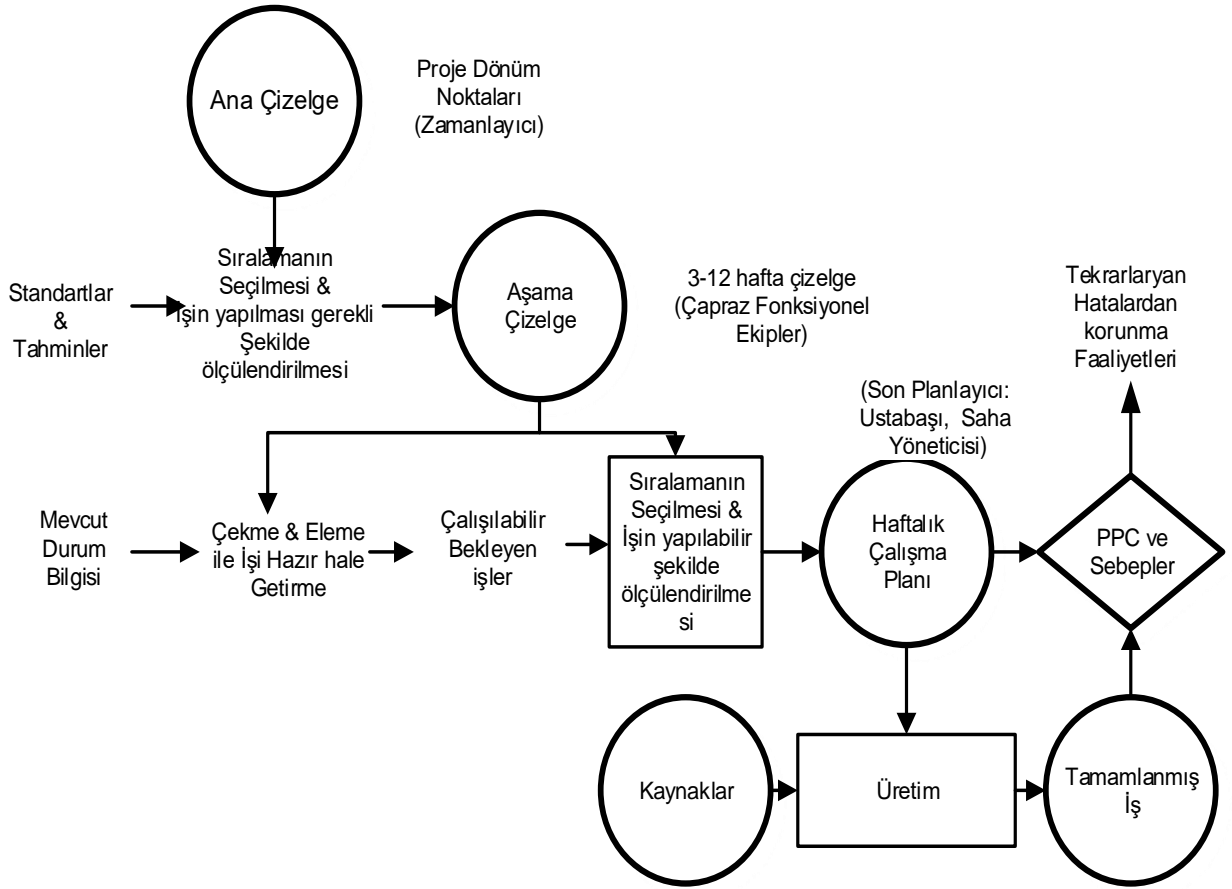 Ana Çizelge
Proje Dönüm
Noktaları
(Zamanlayıcı)
Standartlar
&
Tahminler
Sıralamanın
Seçilmesi &
İşin yapılması gerekli
Şekilde
ölçülendirilmesi
Aşama
Çizelge
3-12 hafta çizelge
(Çapraz Fonksiyonel
Ekipler)
Tekrarlaryan
Hatalardan
korunma
Faaliyetleri
(Son Planlayıcı:
Ustabaşı, Saha
Yöneticisi)
Mevcut
Durum
Bilgisi
Çekme & Eleme
ile İşi Hazır hale
Getirme
Çalışılabilir
Bekleyen
işler
Sıralamanın
Seçilmesi &
İşin yapılabilir
şekilde
ölçülendirilme
si
Haftalık
Çalışma
Planı
PPC ve
Sebepler
Kaynaklar
Üretim
Tamamlanmış
İş